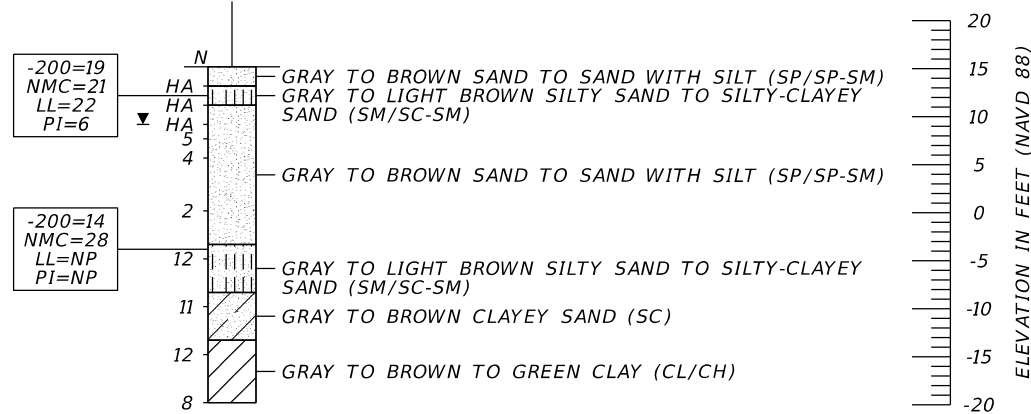 N
-200=19
NMC=21
LL=22
PI=6
HA
HA
HA
5
4
2
-200=14
NMC=28
LL=NP
PI=NP
12
11
12
8
GRAY TO BROWN SAND TO SAND WITH SILT (SP/SP-SM)
GRAY TO LIGHT BROWN SILTY SAND TO SILTY-CLAYEY
SAND (SM/SC-SM)
GRAY TO BROWN SAND TO SAND WITH SILT (SP/SP-SM)
GRAY TO LIGHT BROWN SILTY SAND TO SILTY-CLAYEY
SAND (SM/SC-SM)
GRAY TO BROWN CLAYEY SAND (SC)
GRAY TO BROWN TO GREEN CLAY (CL/CH)
20
15
10
5
0
-5
-10
-15
-20
ELEVATION IN FEET (NAVD 88)